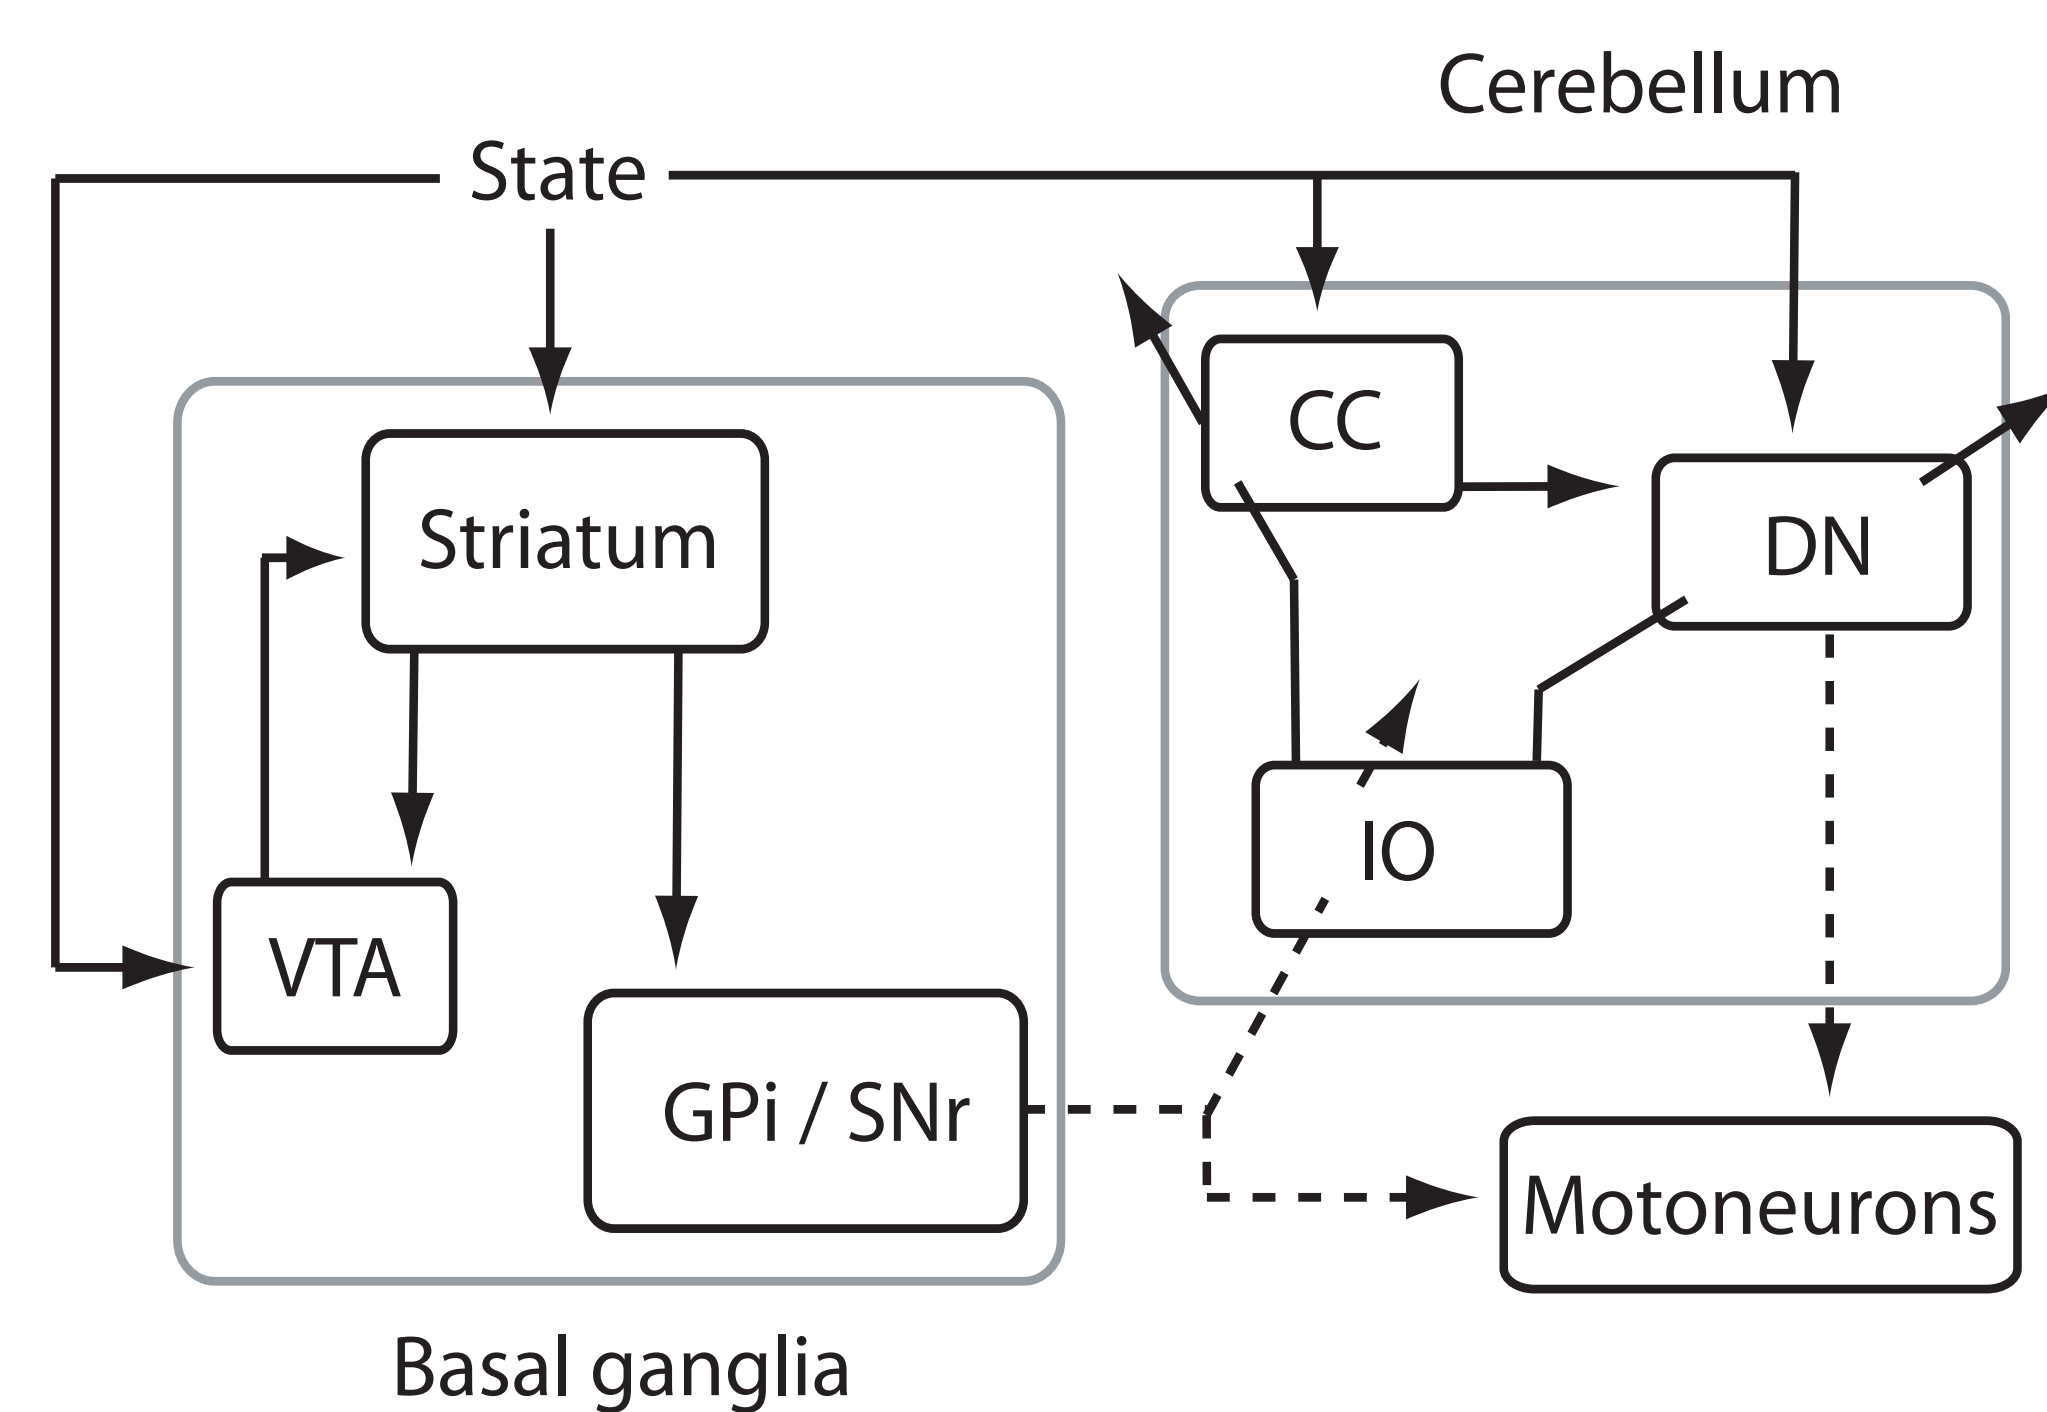 Cerebellum
State
CC
Striatum
DN
IO
VTA
GPi / SNr
Motoneurons
Basal ganglia